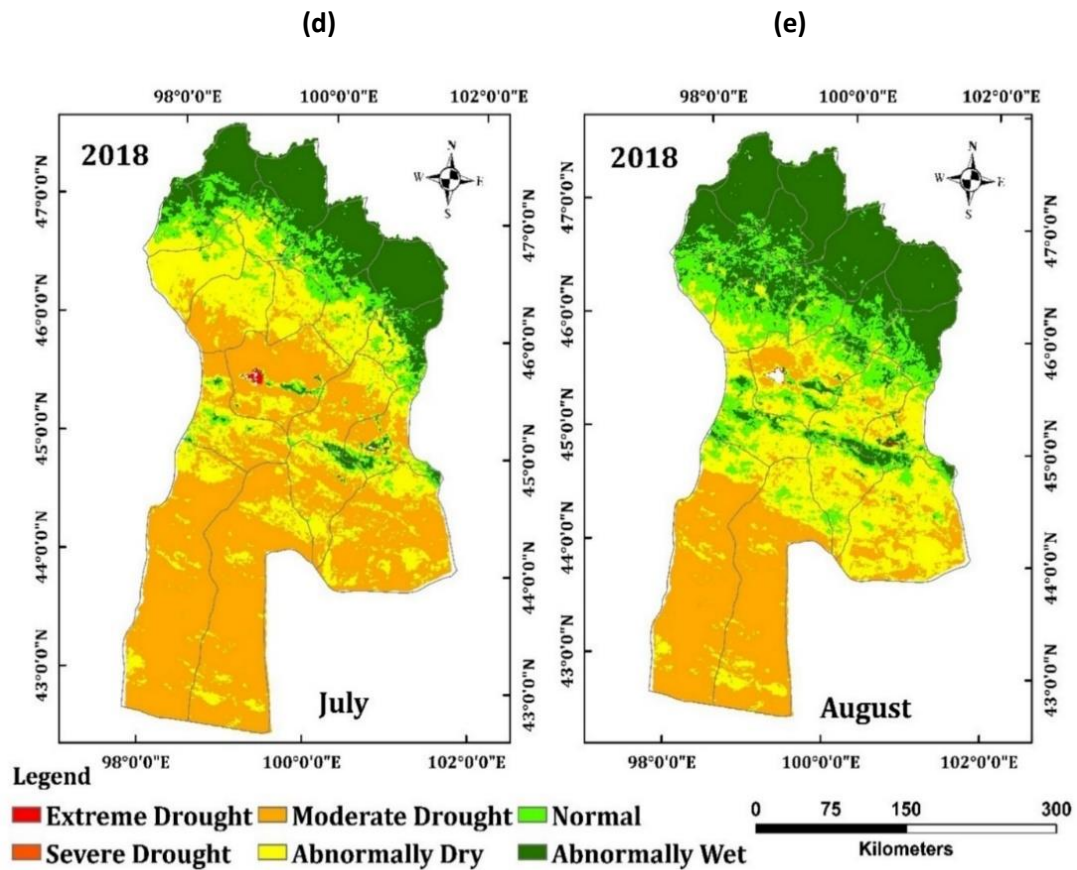 (d) (e)
98°0'0"E 100°0'0"E 102°0'0"E 98°0'0"E 100°0'0"E 102°0'0"E
2018 N W E S 2018 N W E S
47°0'0"N 46°0'0"N 45°0'0"N 44°0'0"N 43°0'0"N
47°0'0"N 46°0'0"N 45°0'0"N 44°0'0"N 43°0'0"N
47°0'0"N 46°0'0"N 45°0'0"N 44°0'0"N 43°0'0"N
47°0'0"N 46°0'0"N 45°0'0"N 44°0'0"N 43°0'0"N
July August
98°0'0"E 100°0'0"E 102°0'0"E 98°0'0"E 100°0'0"E 102°0'0"E
Legend
Extreme Drought Moderate Drought Normal
Severe Drought Abnormally Dry Abnormally Wet
0 75 150 300
Kilometers